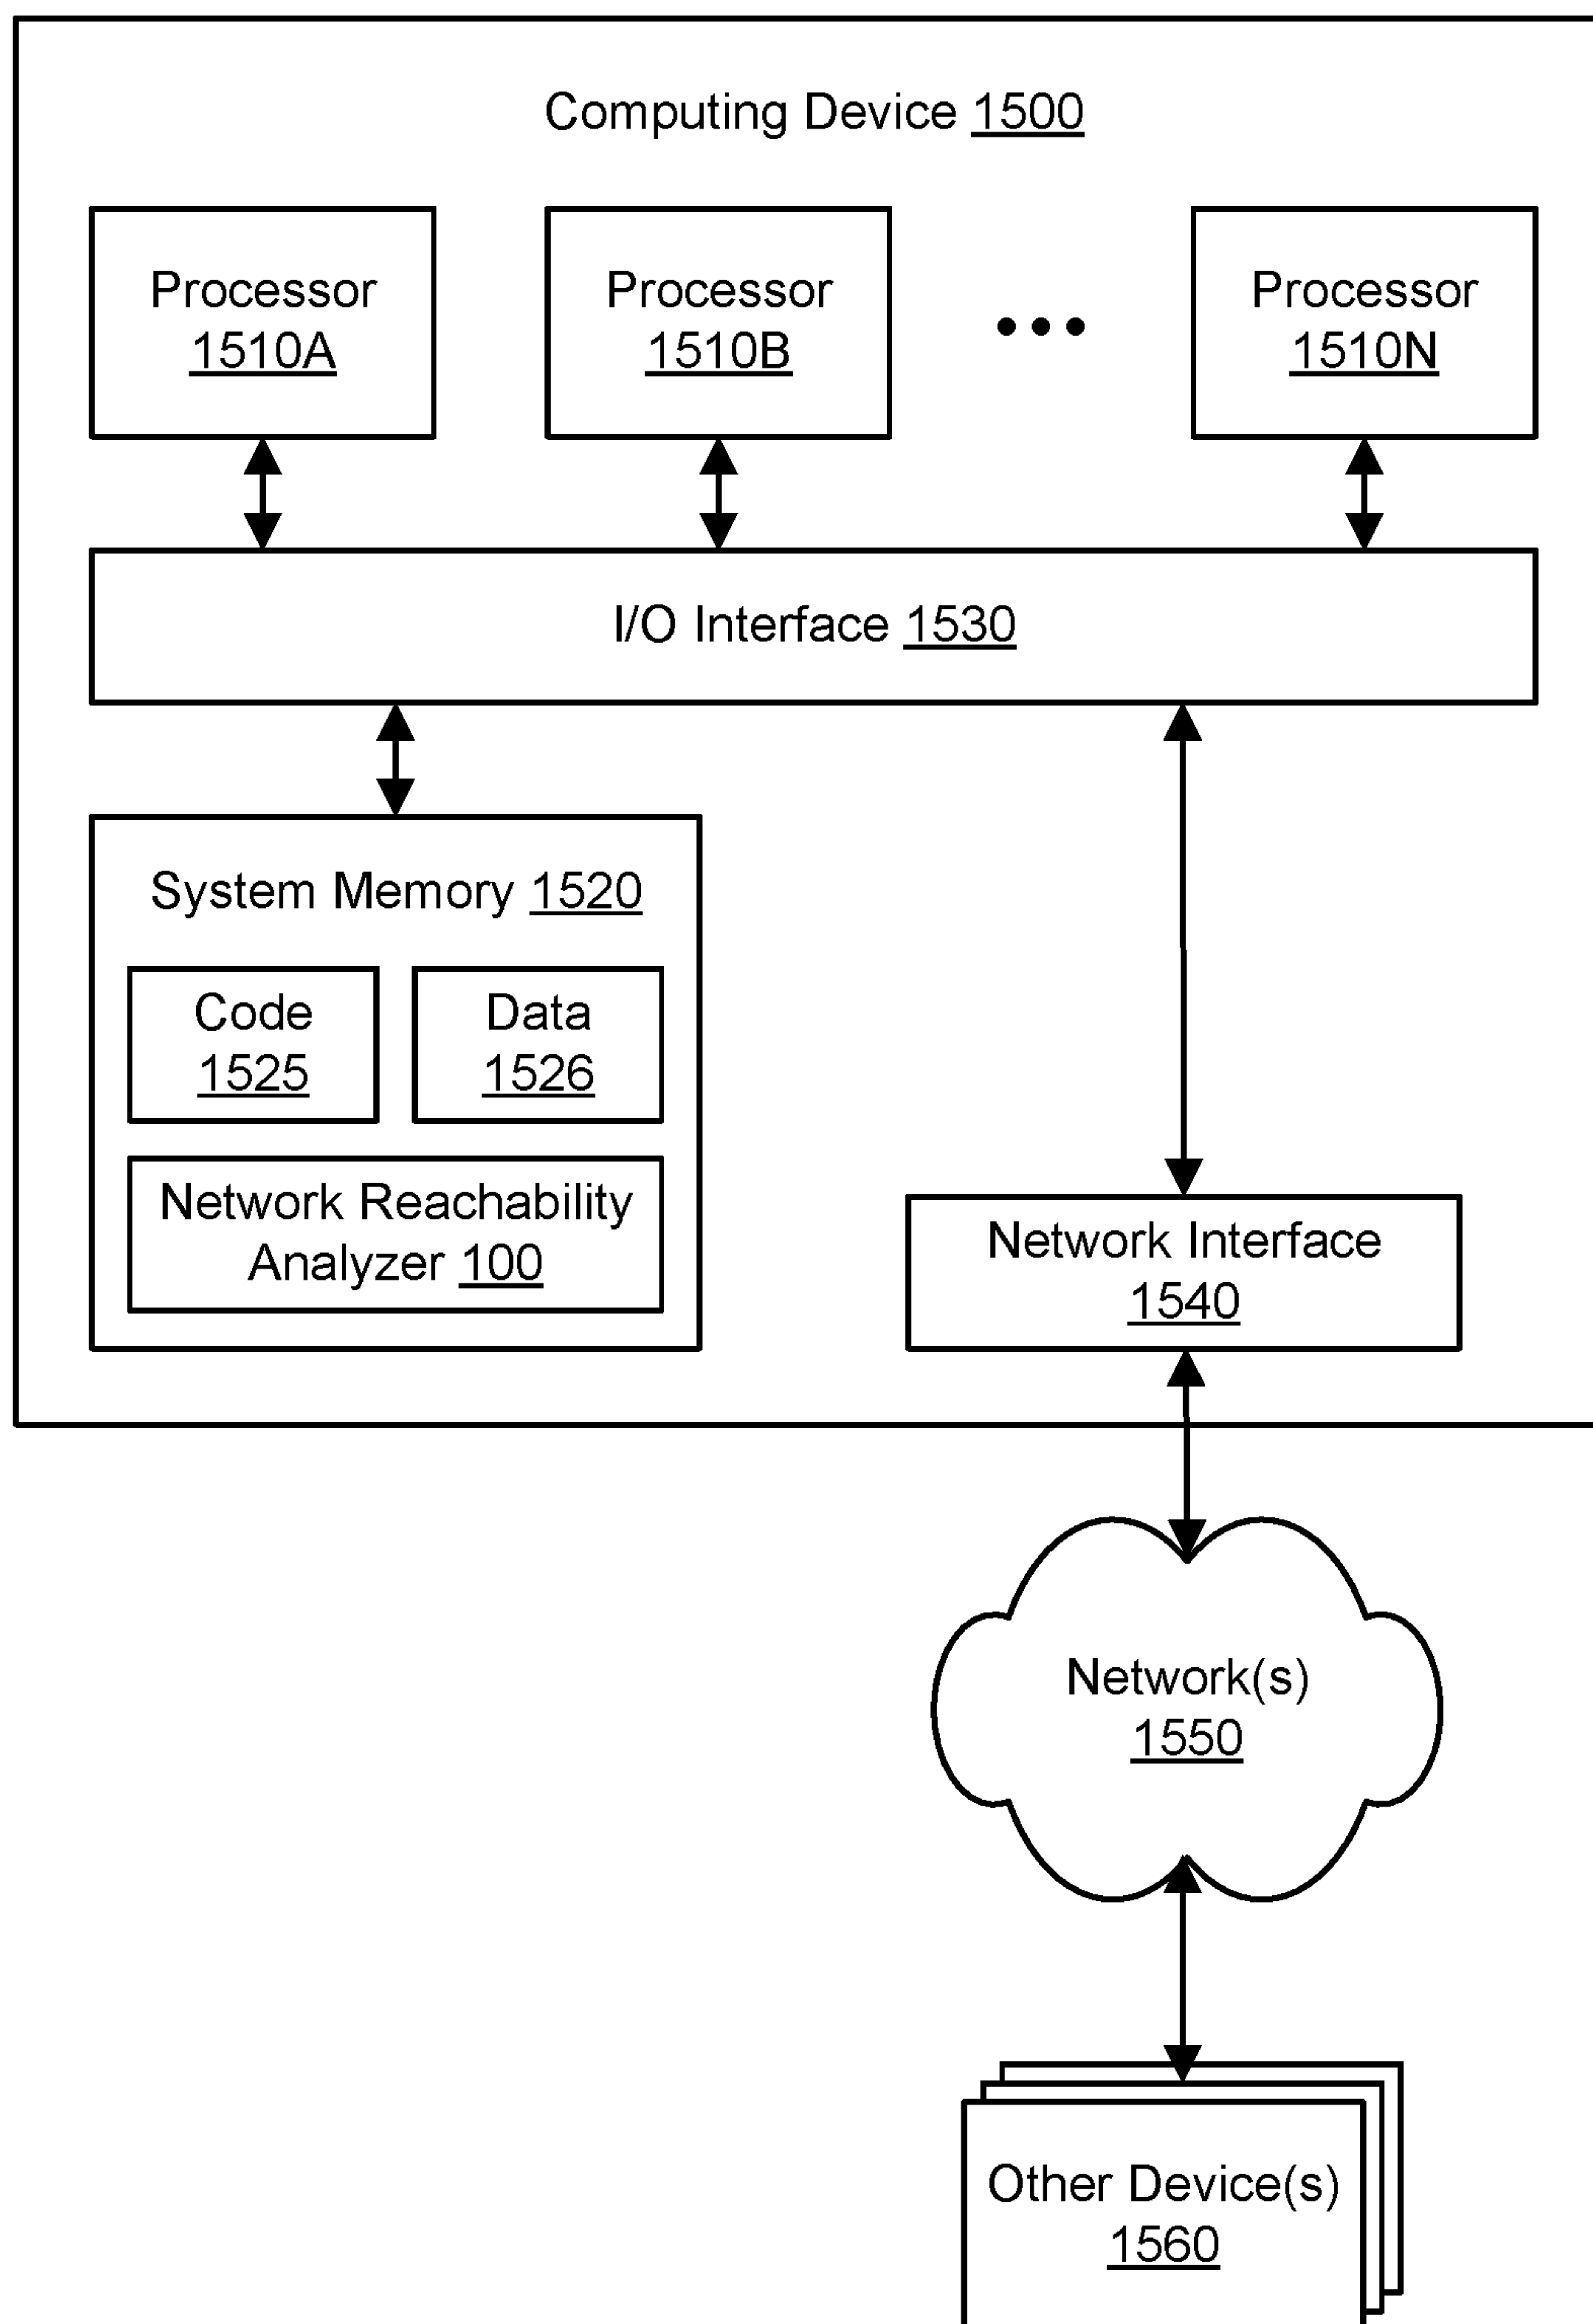 Computing Device 1500
Processor
1510A
Processor
1510B
Processor
1510N
I/O Interface 1530
System Memory 1520
Code
1525
Data
1526
Network Reachability
Analyzer 100
Network Interface
1540
Network(s)
1550
Other Device(s)
1560